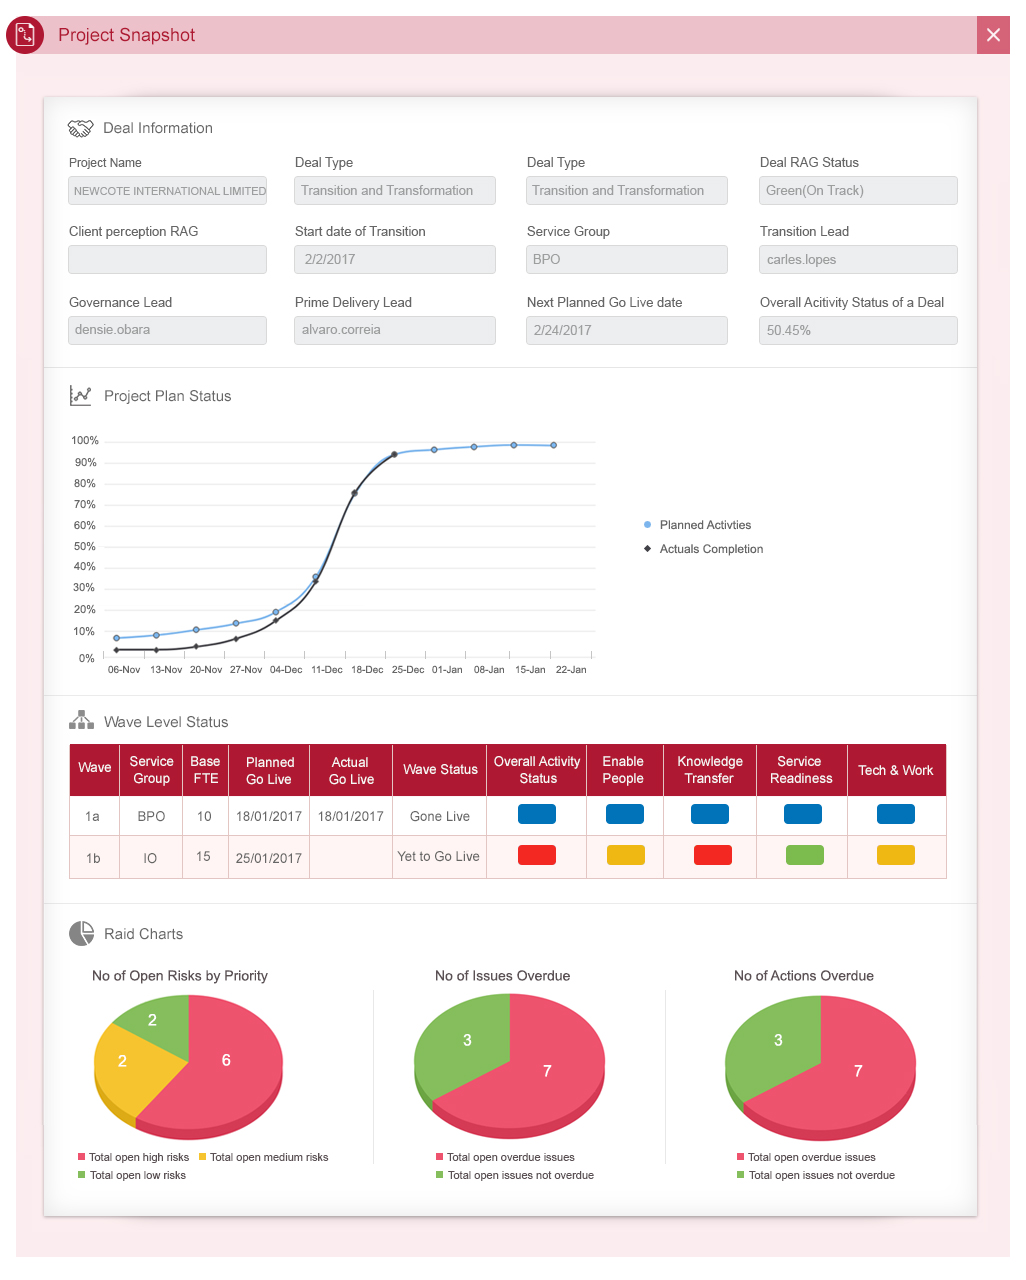 Project Snapshot
Deal Information
Project Name
Deal Type
Deal Type
Deal RAG Status
NEWCOTE INTERNATIONAL LIMITED
Transition and Transformation
Transition and Transformation
Green(On Track)
Client perception RAG
Start date of Transition
Service Group
Transition Lead
2/2/2017
BPO
carles.lopes
Governance Lead
Prime Delivery Lead
Next Planned Go Live date
Overall Acitivity Status of a Deal
densie.obara
alvaro.correia
2/24/2017
50.45%
Project Plan Status
100%
90%
80%
70%
60%
50%
40%
30%
20%
10%
0%
06-Nov 13-Nov 20-Nov 27-Nov 04-Dec 11-Dec 18-Dec 25-Dec 01-Jan 08-Jan 15-Jan 22-Jan
Planned Activties
Actuals Completion
Wave Level Status
Wave
Service
Group
Base
FTE
Planned
Go Live
Actual
Go Live
Wave Status
Overall Activity
Status
Enable
People
Knowledge
Transfer
Service
Readiness
Tech & Work
1a BPO 10 18/01/2017 18/01/2017 Gone Live
1b IO 15 25/01/2017 Yet to Go Live
Raid Charts
No of Open Risks by Priority
2
2
6
Total open high risks Total open medium risks
Total open low risks
No of Issues Overdue
3
7
Total open overdue issues
Total open issues not overdue
No of Actions Overdue
3
7
Total open overdue issues
Total open issues not overdue